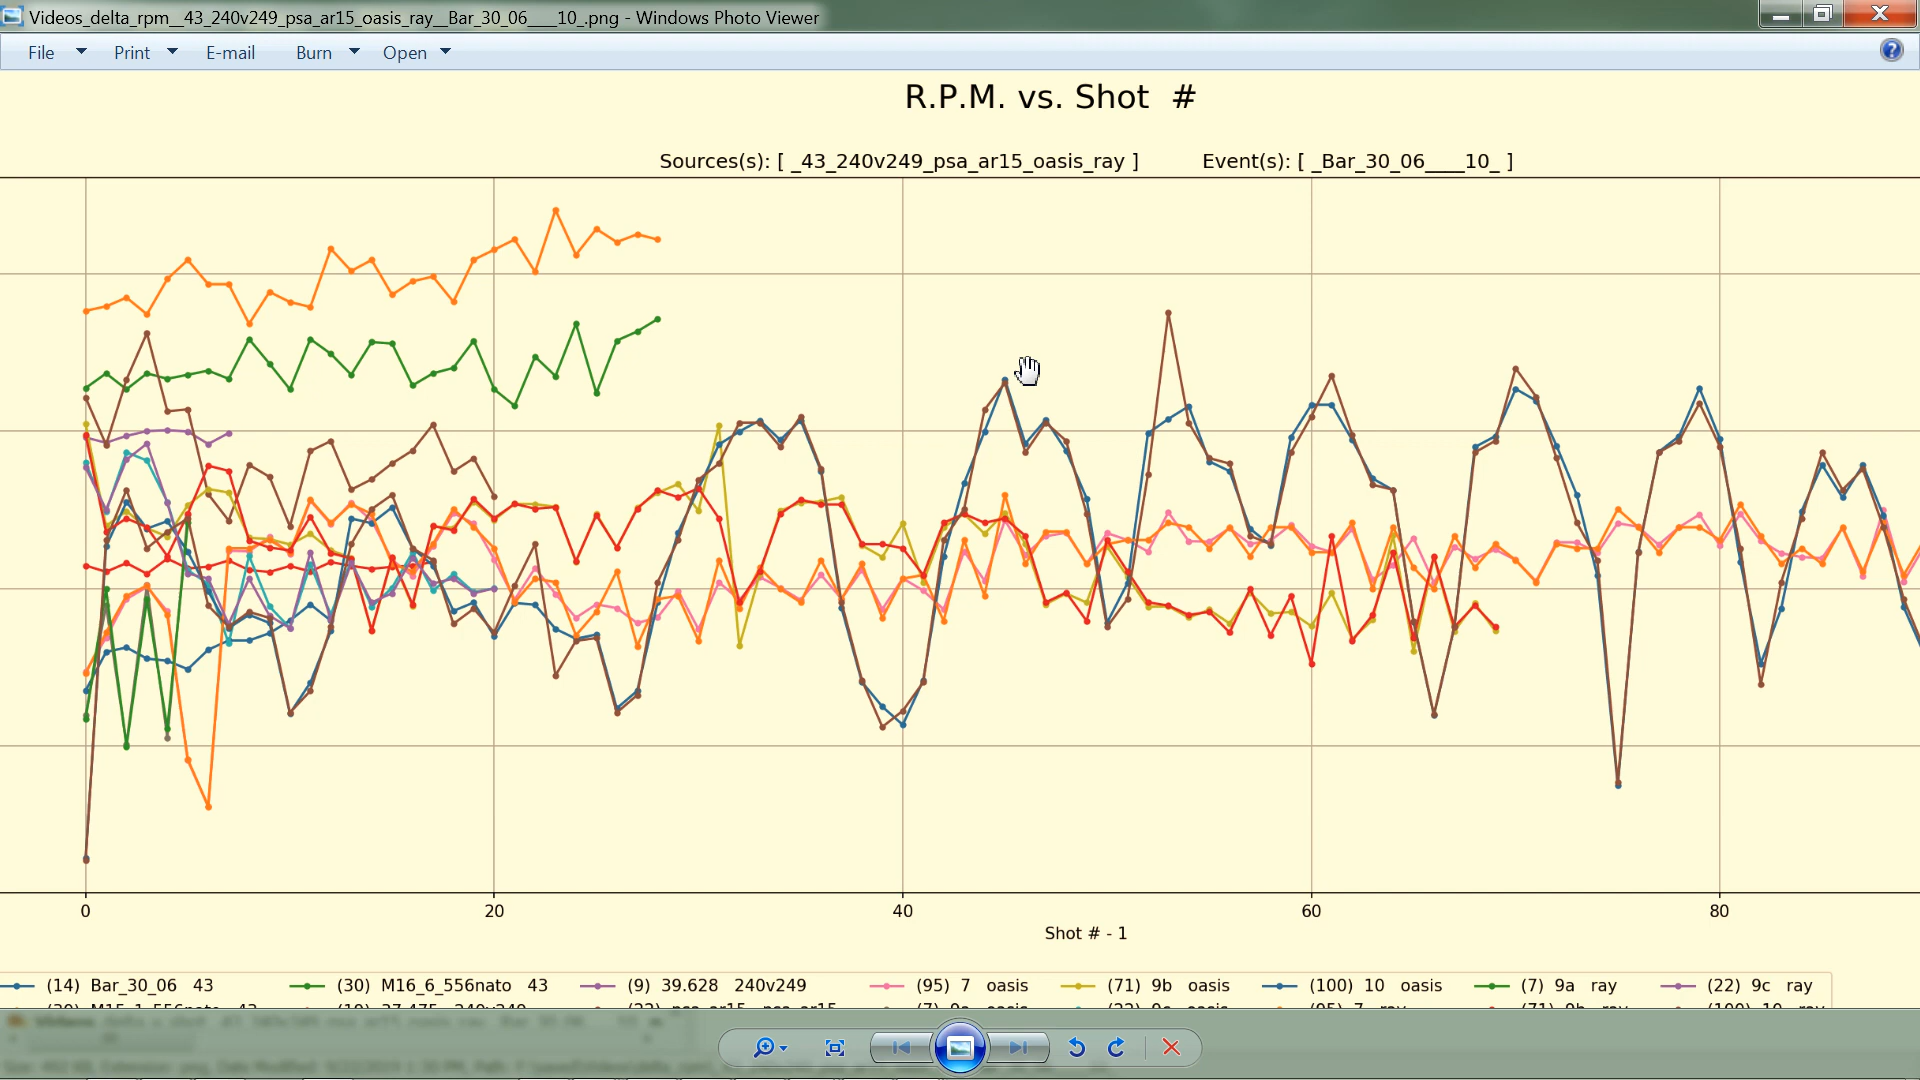 Videos_delta_rpm__43_240v249_psa_ar15_oasis_ray__Bar_30_06____10_.png - Windows Photo Viewer
File Print E-mail Burn Open
R.P.M. vs. Shot #
Sources(s): [ _43_240v249_psa_ar15_oasis_ray ] Event(s): [ _Bar_30_06____10_ ]
0 20 40 60 80
Shot # - 1
(14) Bar_30_06 43 (30) M16_6_556nato 43 (9) 39.628 240v249 (95) 7 oasis (71) 9b oasis (100) 10 oasis (7) 9a ray (22) 9c ray